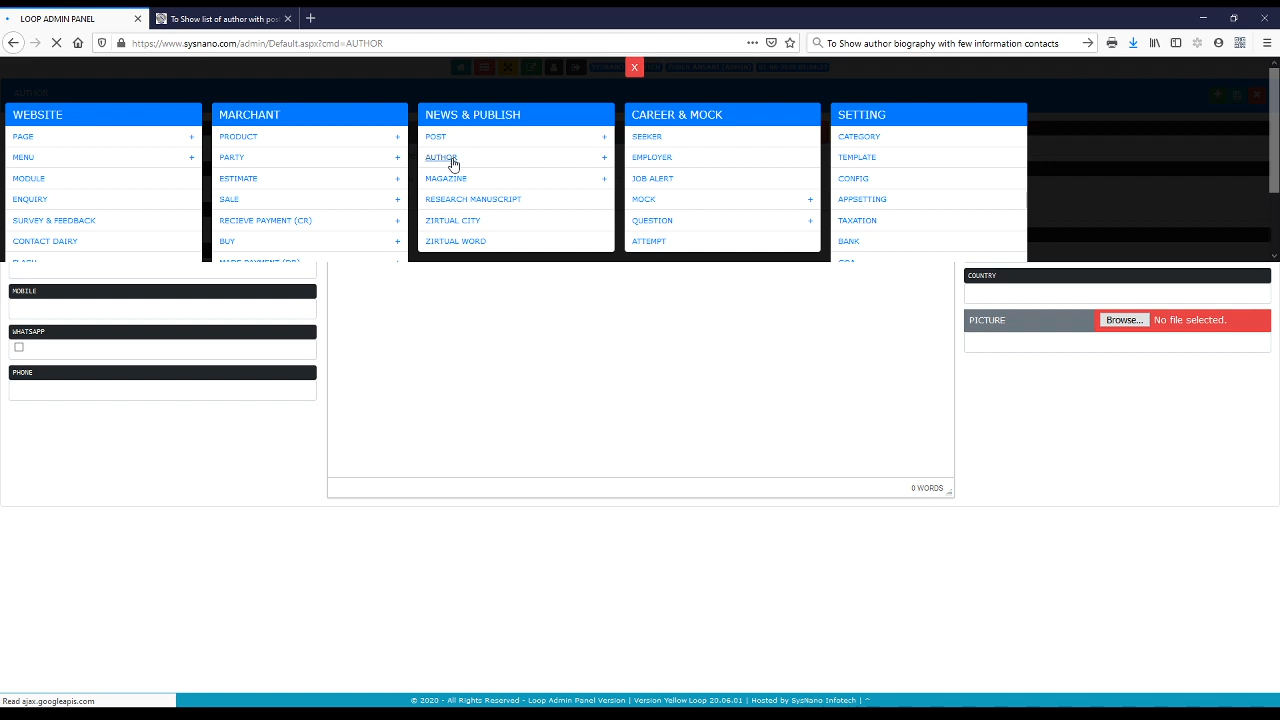 LOOP ADMIN PANEL
To Show list of author with pos
https://www.sysnano.com/admin/Default.aspx?cmd=AUTHOR
To Show author biography with few information contacts
X
AUTHOR
WEBSITE
PAGE +
MENU +
MODULE
ENQUIRY
SURVEY & FEEDBACK
CONTACT DAIRY
MARCHANT
PRODUCT +
PARTY +
ESTIMATE +
SALE +
RECIEVE PAYMENT (CR) +
BUY +
MADE PAYMENT (DR) +
NEWS & PUBLISH
POST +
AUTHOR +
MAGAZINE +
RESEARCH MANUSCRIPT
ZIRTUAL CITY
ZIRTUAL WORD
CAREER & MOCK
SEEKER
EMPLOYER
JOB ALERT
MOCK +
QUESTION +
ATTEMPT
SETTING
CATEGORY
TEMPLATE
CONFIG
APPSETTING
TAXATION
BANK
MOBILE
WHATSAPP
PHONE
0 WORDS
COUNTRY
PICTURE Browse... No file selected.
© 2020 - All Rights Reserved - Loop Admin Panel Version | Version Yellow Loop 20.06.01 | Hosted by SysNano Infotech | ^
Read ajax.googleapis.com